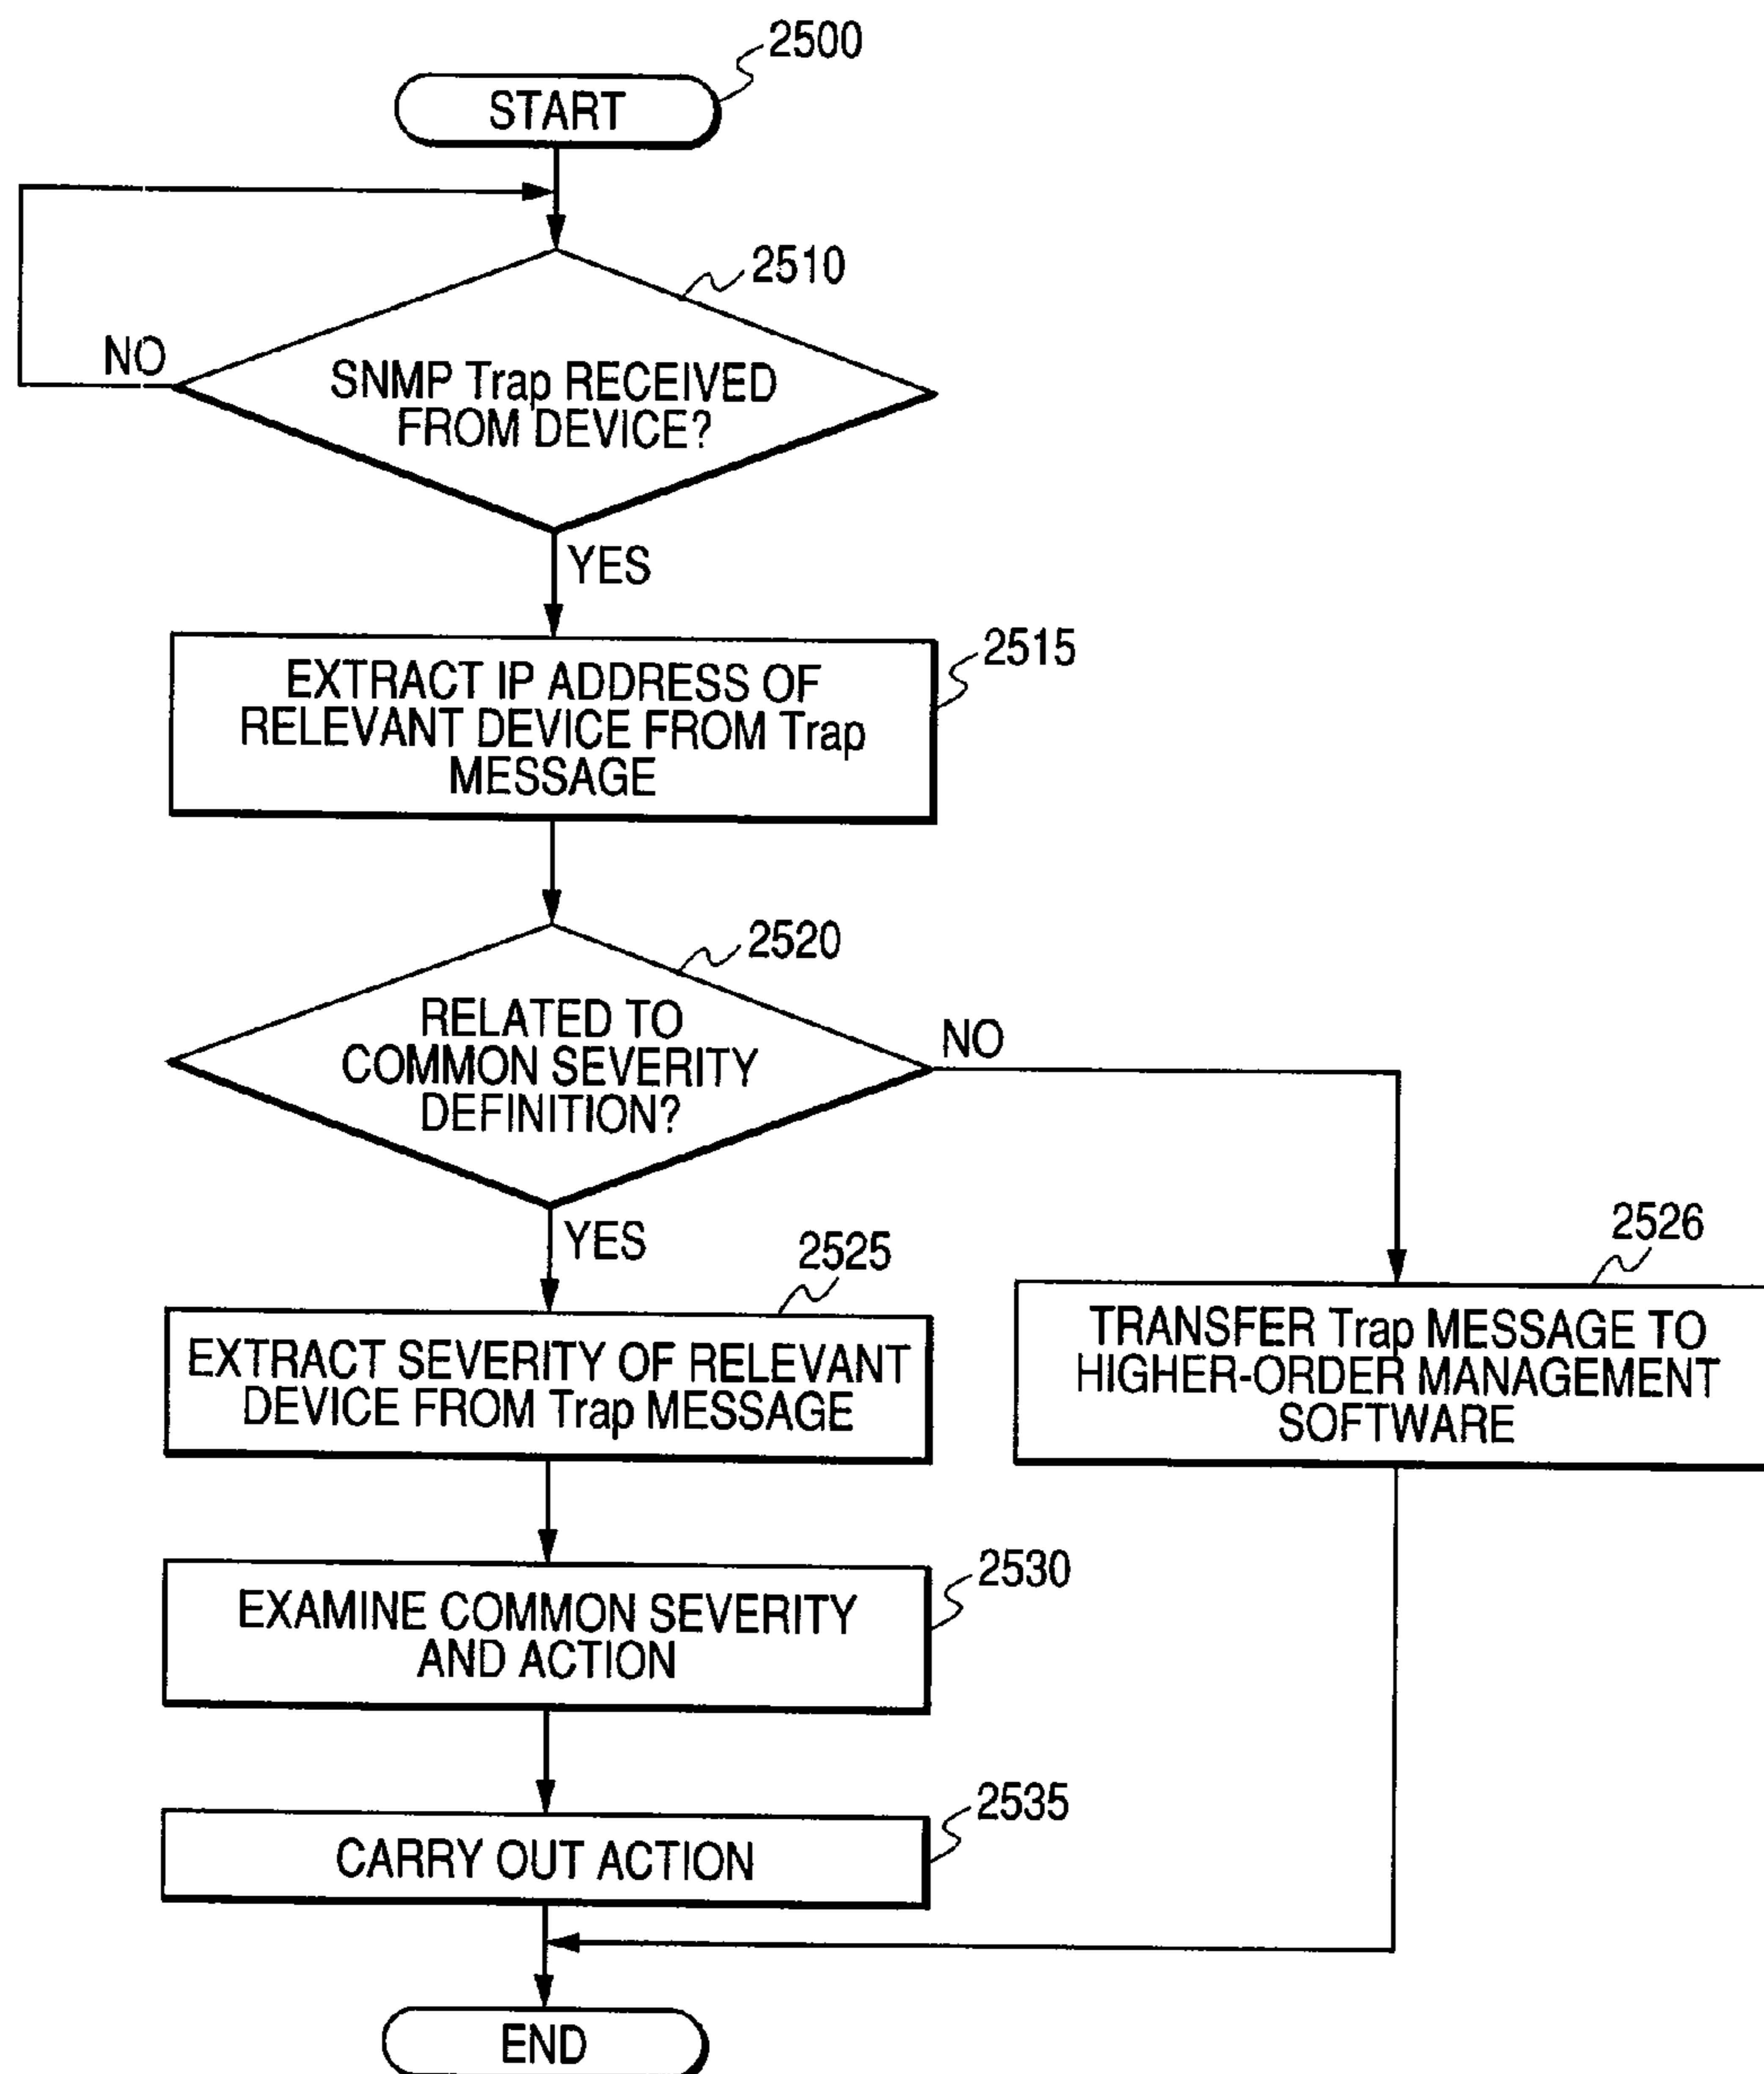 2500
START
2510
NO
SNMP Trap RECEIVED
FROM DEVICE?
YES
2515
EXTRACT IP ADDRESS OF
RELEVANT DEVICE FROM Trap
MESSAGE
2520
RELATED TO
COMMON SEVERITY
DEFINITION?
NO
YES
2525
2526
EXTRACT SEVERITY OF RELEVANT
DEVICE FROM Trap MESSAGE
TRANSFER Trap MESSAGE TO
HIGHER-ORDER MANAGEMENT
SOFTWARE
2530
EXAMINE COMMON SEVERITY
AND ACTION
2535
CARRY OUT ACTION
END